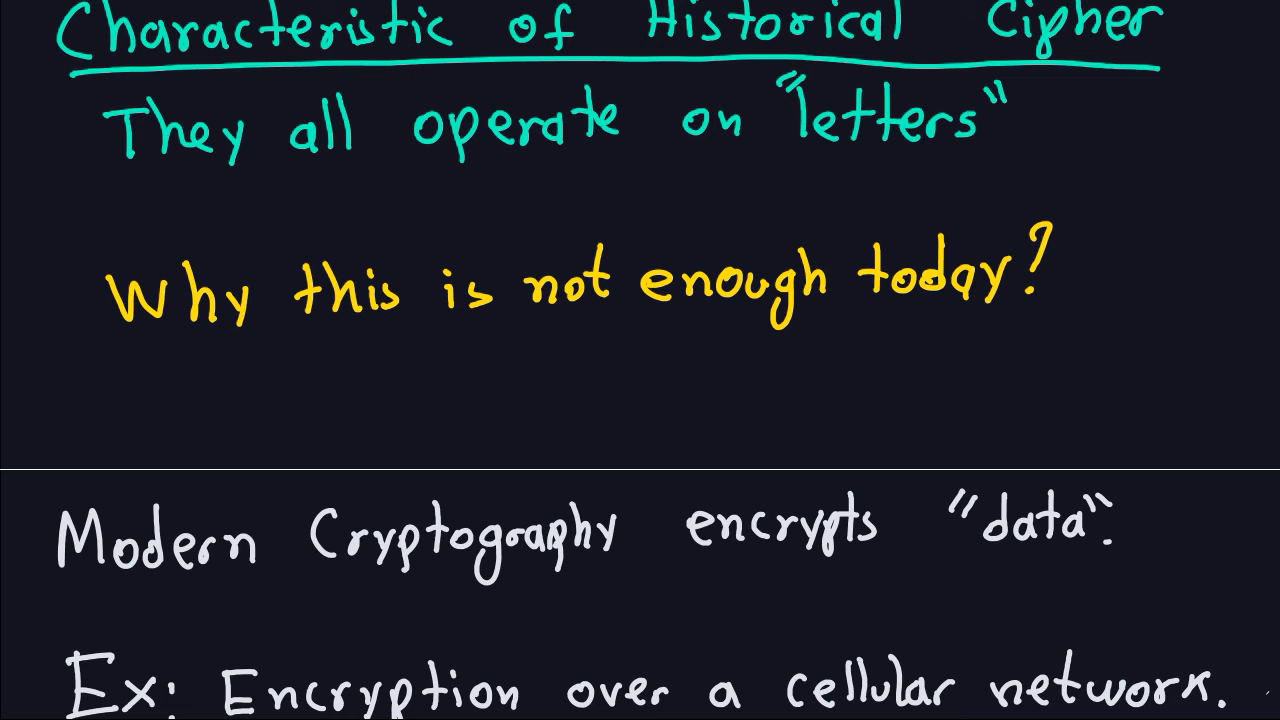 Characteristic of Historical Cipher
They all operate on "letters"
Why this is not enough today?
Modern Cryptography encrypts "data".
Ex: Encryption over a cellular network.